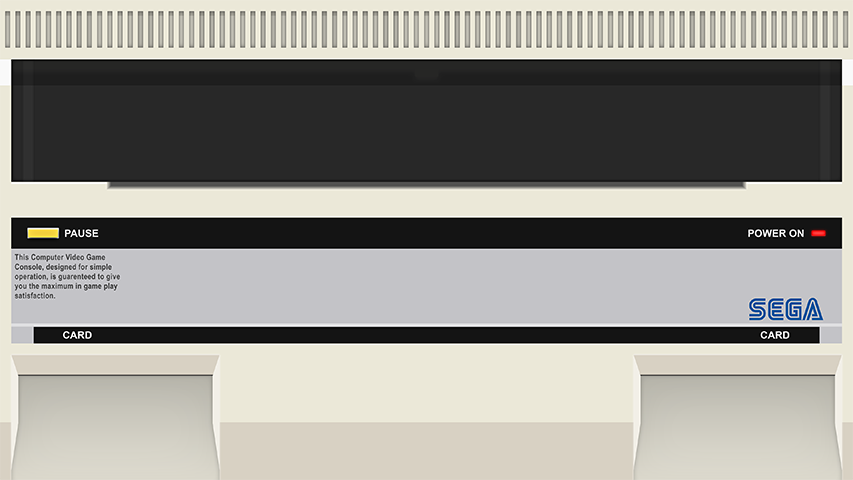 PAUSE
POWER ON
This Computer Video Game
Console, designed for simple
operation, is guarenteed to give
you the maximum in game play
satisfaction.
SEGA
CARD
CARD